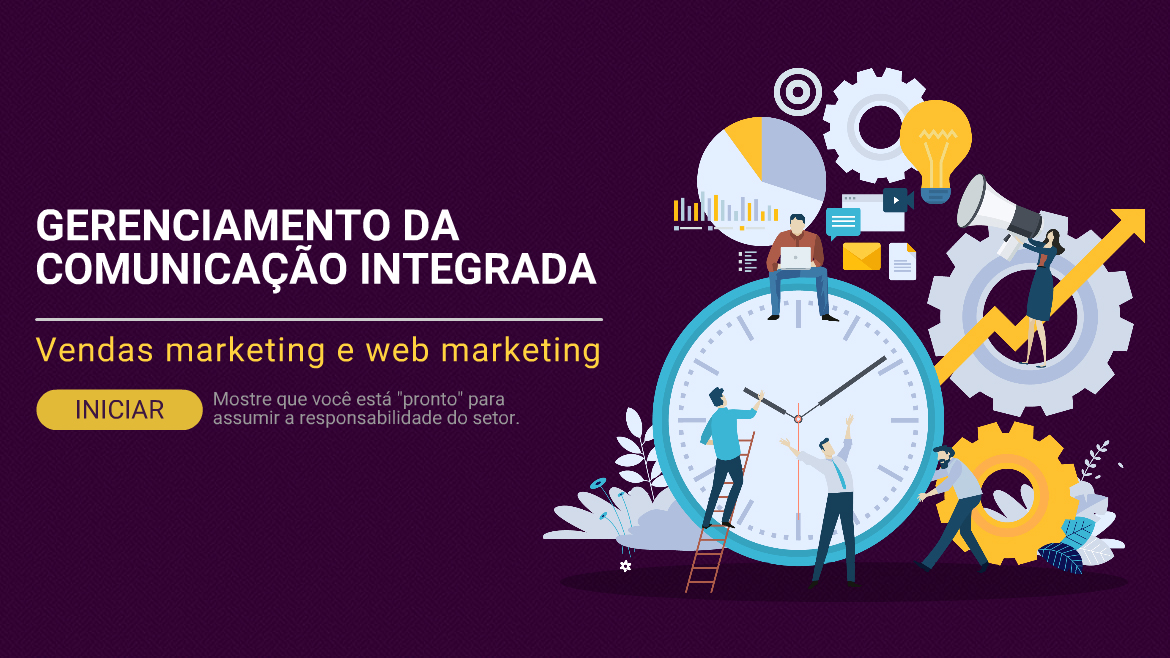 GERENCIAMENTO DA
COMUNICAÇÃO INTEGRADA
Vendas marketing e web marketing
INICIAR
Mostre que você está "pronto" para
assumir a responsabilidade do setor.